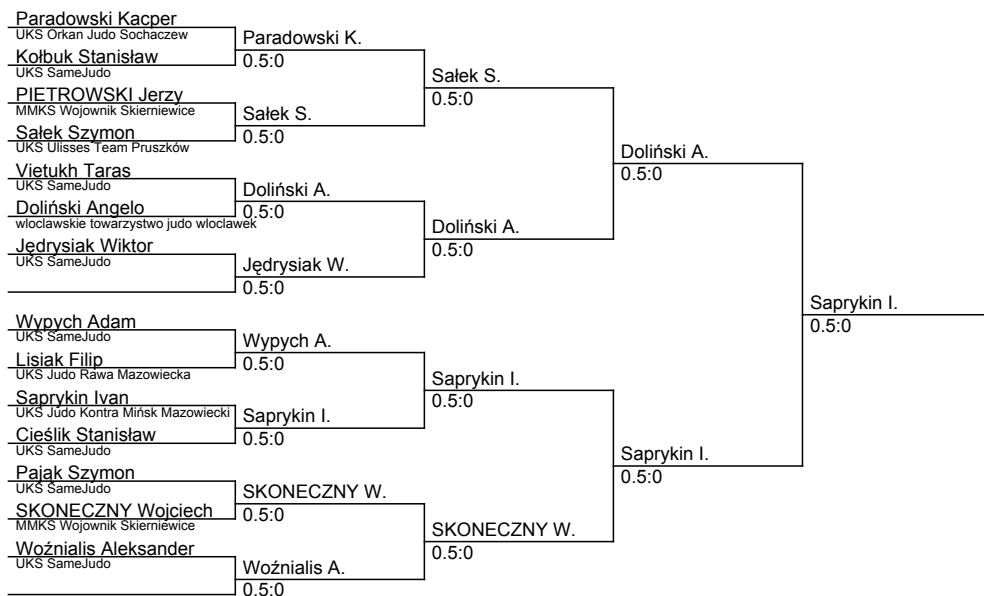 Paradowski Kacper
UKS Orkan Judo Sochaczew
Kołbuk Stanisław
UKS SameJudo
PIETROWSKI Jerzy
MMKS Wojownik Skierniewice
Sałek Szymon
UKS Ulisses Team Pruszków
Vietukh Taras
UKS SameJudo
Doliński Angelo
wloclawskie towarzystwo judo wloclawek
Jędrysiak Wiktor
UKS SameJudo
Wypych Adam
UKS SameJudo
Lisiak Filip
UKS Judo Rawa Mazowiecka
Saprykin Ivan
UKS Judo Kontra Mińsk Mazowiecki
Cieślik Stanisław
UKS SameJudo
Pająk Szymon
UKS SameJudo
SKONECZNY Wojciech
MMKS Wojownik Skierniewice
Woźnialis Aleksander
UKS SameJudo
Paradowski K.
0.5:0
Sałek S.
0.5:0
Doliński A.
0.5:0
Jędrysiak W.
0.5:0
Wypych A.
0.5:0
Saprykin I.
0.5:0
SKONECZNY W.
0.5:0
Woźnialis A.
0.5:0
Sałek S.
0.5:0
Doliński A.
0.5:0
Saprykin I.
0.5:0
SKONECZNY W.
0.5:0
Doliński A.
0.5:0
Saprykin I.
0.5:0
Saprykin I.
0.5:0